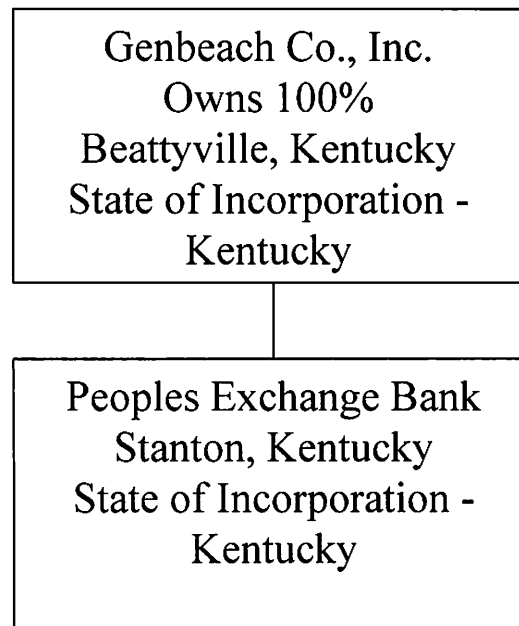 Genbeach Co., Inc.
Owns 100%
Beattyville, Kentucky
State of Incorporation -
Kentucky
Peoples Exchange Bank
Stanton, Kentucky
State of Incorporation -
Kentucky